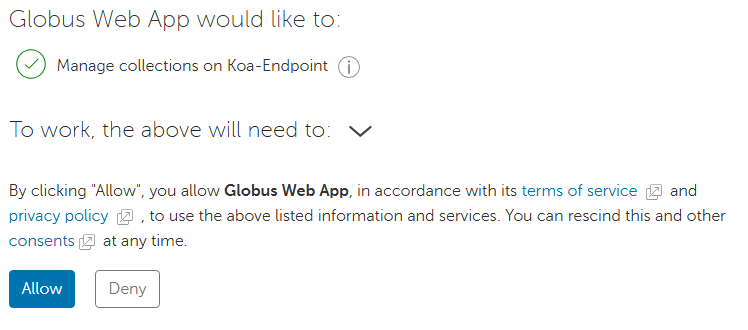 Globus Web App would like to:
Manage collections on Koa-Endpoint
To work, the above will need to:
By clicking "Allow", you allow Globus Web App, in accordance with its terms of service and
privacy policy , to use the above listed information and services. You can rescind this and other
consents at any time.
Allow Deny